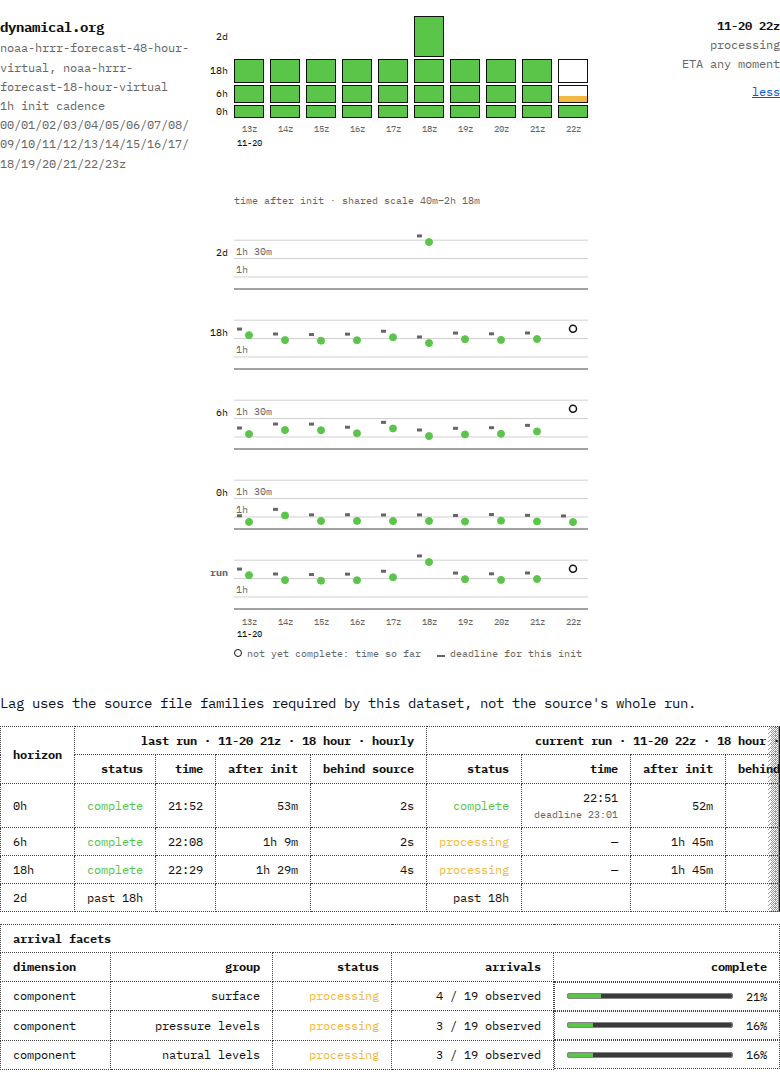 dynamical.org
noaa-hrrr-forecast-48-hour-
virtual, noaa-hrrr-
forecast-18-hour-virtual
1h init cadence
00/01/02/03/04/05/06/07/08/
09/10/11/12/13/14/15/16/17/
18/19/20/21/22/23z
2d
18h
6h
0h
13z 14z 15z 16z 17z 18z 19z 20z 21z 22z
11-20
11-20 22z
processing
ETA any moment
less
time after init · shared scale 40m–2h 18m
2d
1h 30m
1h
18h
1h
6h
1h 30m
0h
1h 30m
1h
run
1h
13z 14z 15z 16z 17z 18z 19z 20z 21z 22z
11-20
not yet complete: time so far deadline for this init
Lag uses the source file families required by this dataset, not the source's whole run.
horizon last run · 11-20 21z · 18 hour · hourly current run · 11-20 22z · 18 hour ·
status time after init behind source status time after init behind
0h complete 21:52 53m 2s complete 22:51 52m
deadline 23:01
6h complete 22:08 1h 9m 2s processing — 1h 45m
18h complete 22:29 1h 29m 4s processing — 1h 45m
2d past 18h past 18h
arrival facets
dimension group status arrivals complete
component surface processing 4 / 19 observed 21%
component pressure levels processing 3 / 19 observed 16%
component natural levels processing 3 / 19 observed 16%